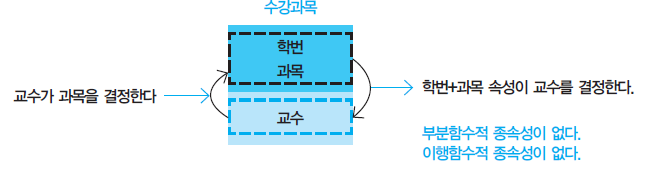 수강과목
학번
과목
교수가 과목을 결정한다
교수
학번+과목 속성이 교수를 결정한다.
부분함수적 종속성이 없다.
이행함수적 종속성이 없다.